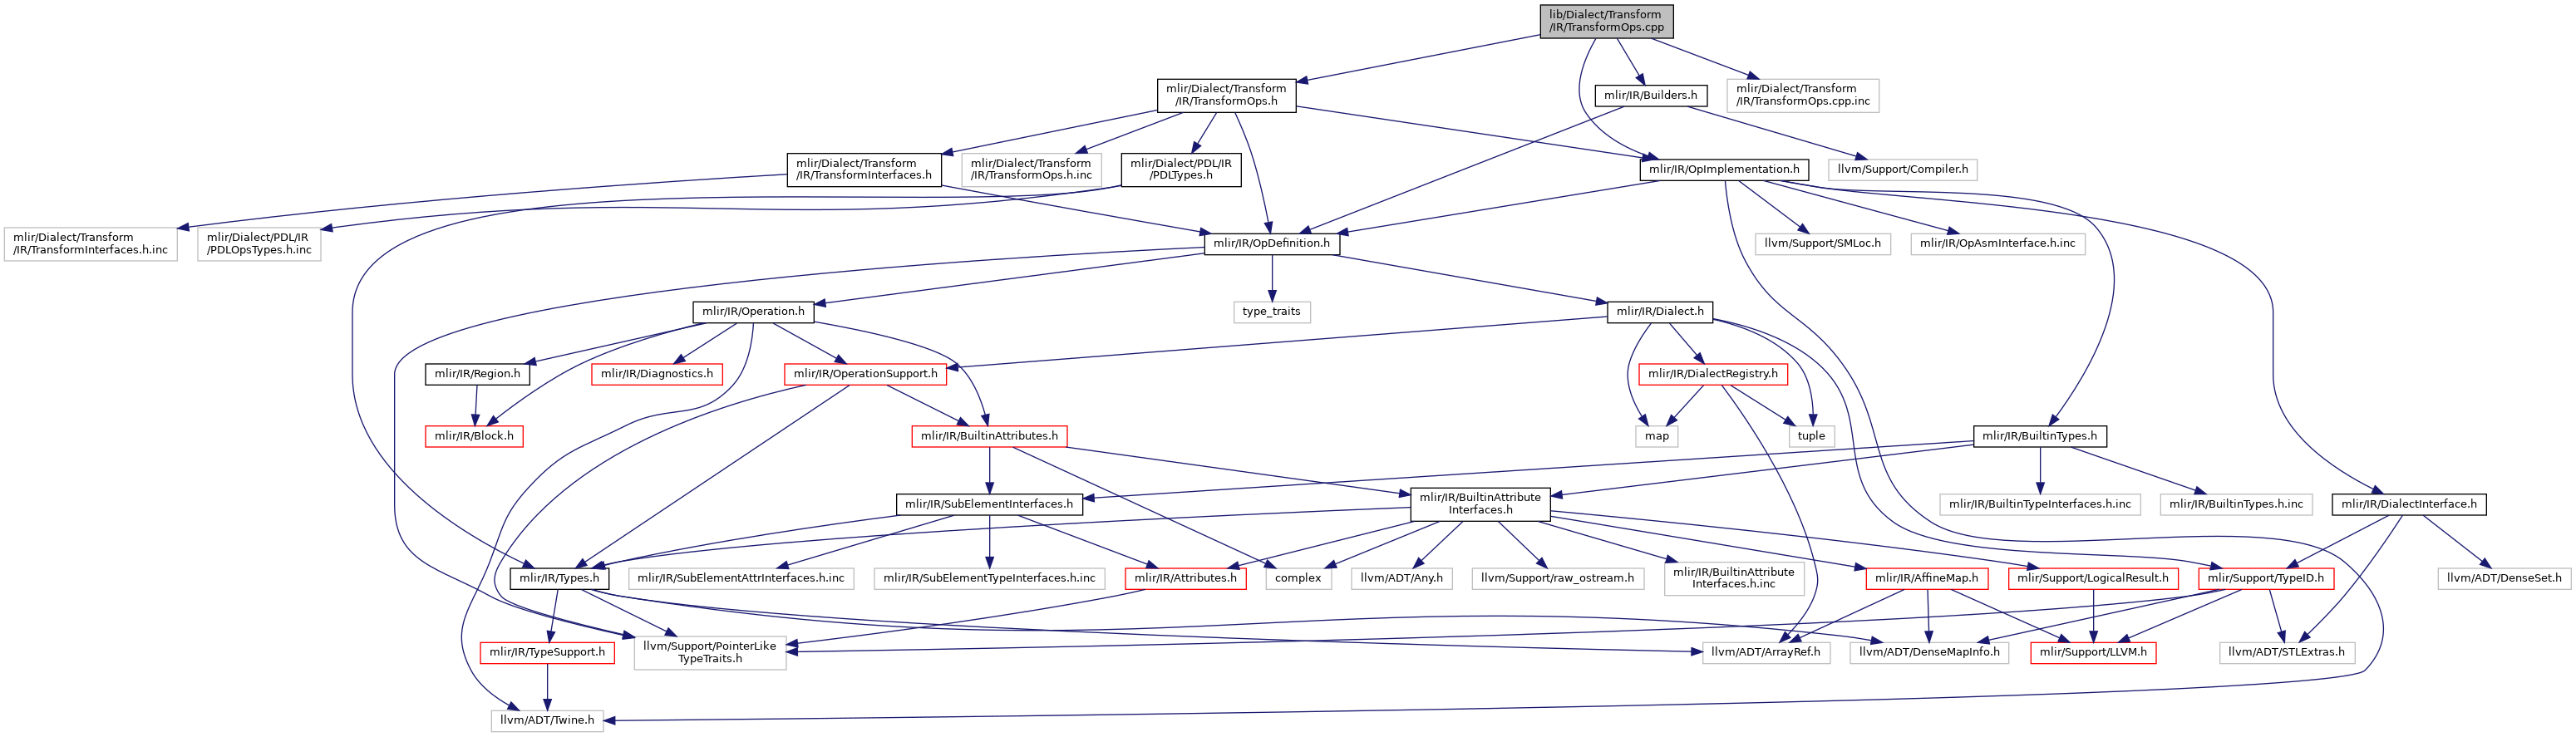 lib/Dialect/Transform
/IR/TransformOps.cpp
mlir/Dialect/Transform
/IR/TransformOps.h
mlir/IR/Builders.h
mlir/Dialect/Transform
/IR/TransformOps.cpp.inc
mlir/Dialect/Transform
/IR/TransformInterfaces.h
mlir/Dialect/Transform
/IR/TransformOps.h.inc
mlir/Dialect/PDL/IR
/PDLTypes.h
mlir/IR/OpImplementation.h
llvm/Support/Compiler.h
mlir/Dialect/Transform
/IR/TransformInterfaces.h.inc
mlir/Dialect/PDL/IR
/PDLOpsTypes.h.inc
mlir/IR/OpDefinition.h
llvm/Support/SMLoc.h
mlir/IR/OpAsmInterface.h.inc
mlir/IR/Operation.h
type_traits
mlir/IR/Dialect.h
mlir/IR/Region.h
mlir/IR/Diagnostics.h
mlir/IR/OperationSupport.h
mlir/IR/DialectRegistry.h
mlir/IR/Block.h
mlir/IR/BuiltinAttributes.h
map
tuple
mlir/IR/BuiltinTypes.h
mlir/IR/SubElementInterfaces.h
mlir/IR/BuiltinAttribute
Interfaces.h
mlir/IR/BuiltinTypeInterfaces.h.inc
mlir/IR/BuiltinTypes.h.inc
mlir/IR/DialectInterface.h
mlir/IR/Types.h
mlir/IR/SubElementAttrInterfaces.h.inc
mlir/IR/SubElementTypeInterfaces.h.inc
mlir/IR/Attributes.h
complex
llvm/ADT/Any.h
llvm/Support/raw_ostream.h
mlir/IR/BuiltinAttribute
Interfaces.h.inc
mlir/IR/AffineMap.h
mlir/Support/LogicalResult.h
mlir/Support/TypeID.h
llvm/ADT/DenseSet.h
mlir/IR/TypeSupport.h
llvm/Support/PointerLike
TypeTraits.h
llvm/ADT/ArrayRef.h
llvm/ADT/DenseMapInfo.h
mlir/Support/LLVM.h
llvm/ADT/STLExtras.h
llvm/ADT/Twine.h